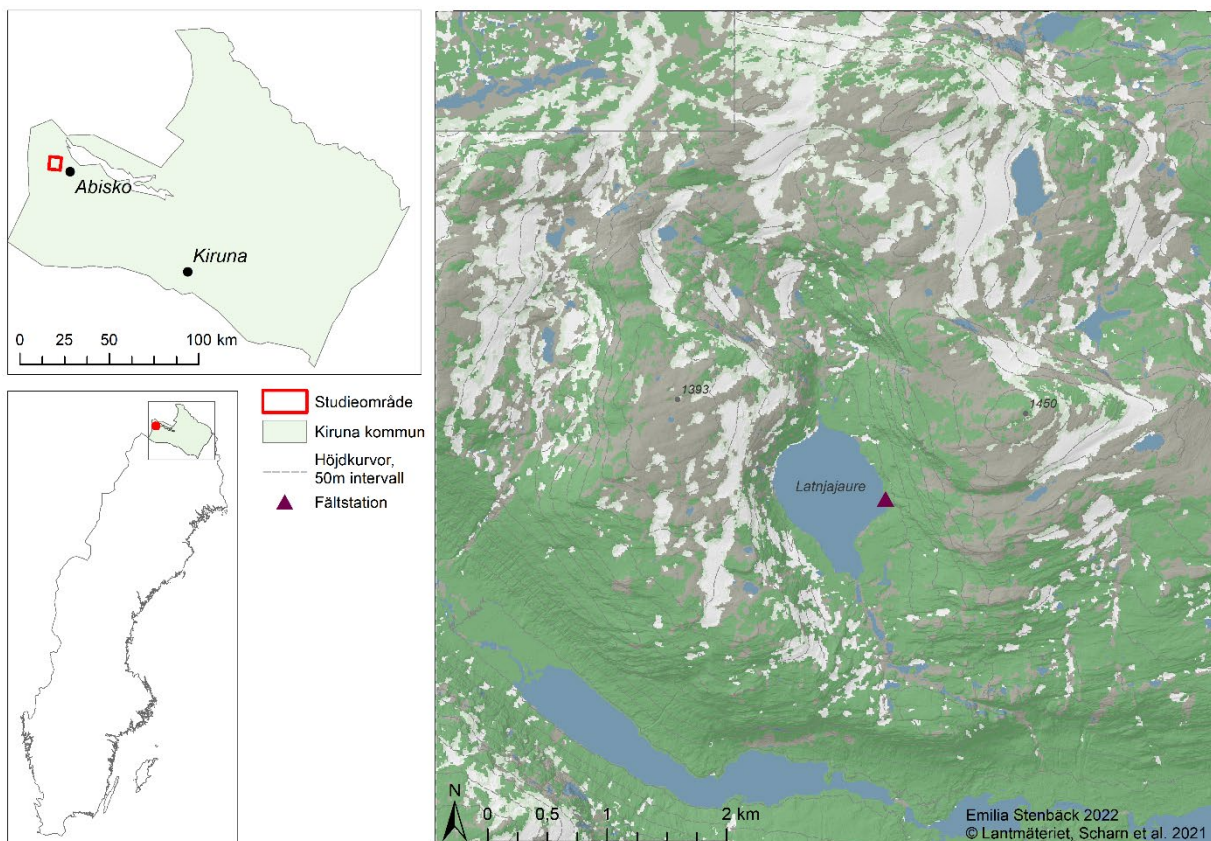 Abisko
Kiruna
0 25 50 100 km
Studieområde
Kiruna kommun
Höjdkurvor,
50m intervall
Fältstation
1393
1450
Latnjajaure
N
0 0,5 1 2 km
Emilia Stenbäck 2022
© Lantmäteriet, Scharn et al. 2021